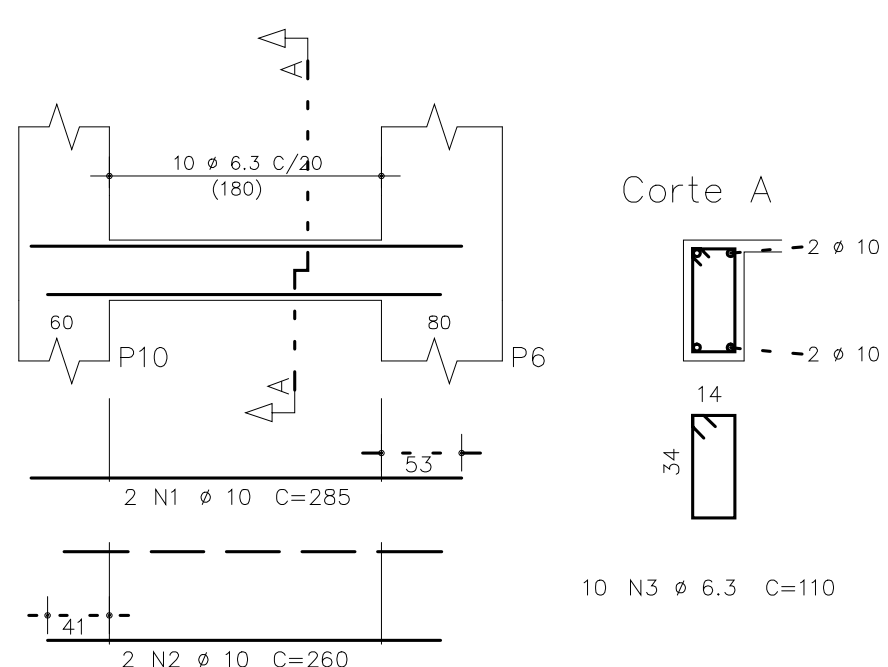 A
10 ø 6.3 C/20
(180)
60
80
P10
P6
A
53
2 N1 ø 10 C=285
41
2 N2 ø 10 C=260
Corte A
2 ø 10
2 ø 10
14
34
10 N3 ø 6.3 C=110